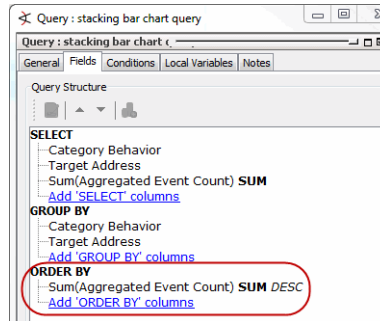 Query : stacking bar chart query
Query : stacking bar chart
General Fields Conditions Local Variables Notes
Query Structure
SELECT
Category Behavior
Target Address
Sum(Aggregated Event Count) SUM
Add 'SELECT' columns
GROUP BY
Category Behavior
Target Address
Add 'GROUP BY' columns
ORDER BY
Sum(Aggregated Event Count) SUM DESC
Add 'ORDER BY' columns